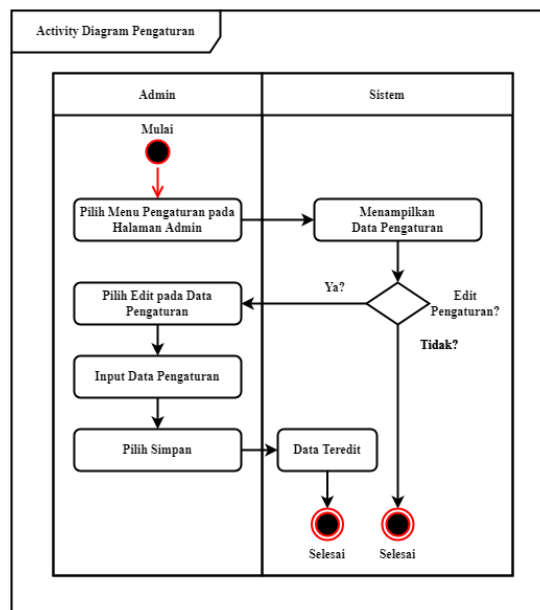 Activity Diagram Pengaturan
Admin
Sistem
Mulai
Pilih Menu Pengaturan pada
Halaman Admin
Menampilkan
Data Pengaturan
Pilih Edit pada Data
Pengaturan
Ya?
Edit
Pengaturan?
Tidak?
Input Data Pengaturan
Pilih Simpan
Data Teredit
Selesai
Selesai